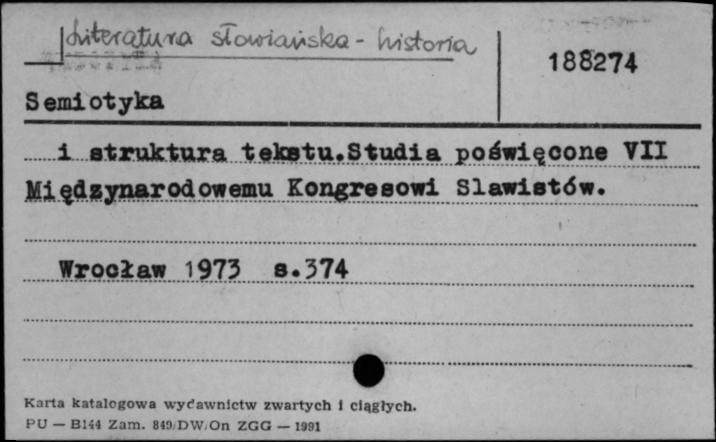 Literatura słowiańska - historia
188274
Semiotyka
i struktura tekstu.Studia poświęcone VII
Międzynarodowemu Kongresowi Slawistów.
Wrocław 1973 s.374
Karta katalogowa wydawnictw zwartych i ciągłych.
PU — B144 Zam. 849/DW/On ZGG — 1991